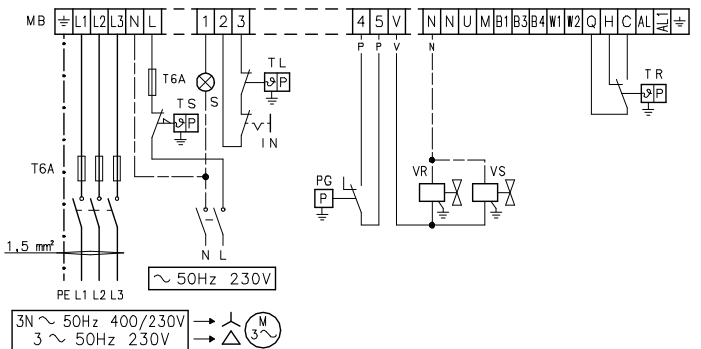 MB ⏚ L1 L2 L3 N L 1 2 3 4 5 V N N U M B1 B3 B4 W1 W2 Q H C AL AL1 ⏚
P P V N
T6A
TL
ϑ P
S
TS
ϑ P
IN
TR
ϑ P
T6A
PG
P
VR
VS
1,5 mm²
N L
∼ 50Hz 230V
PE L1 L2 L3
3N ∼ 50Hz 400/230V → 人
3 ∼ 50Hz 230V → △
M
3∼